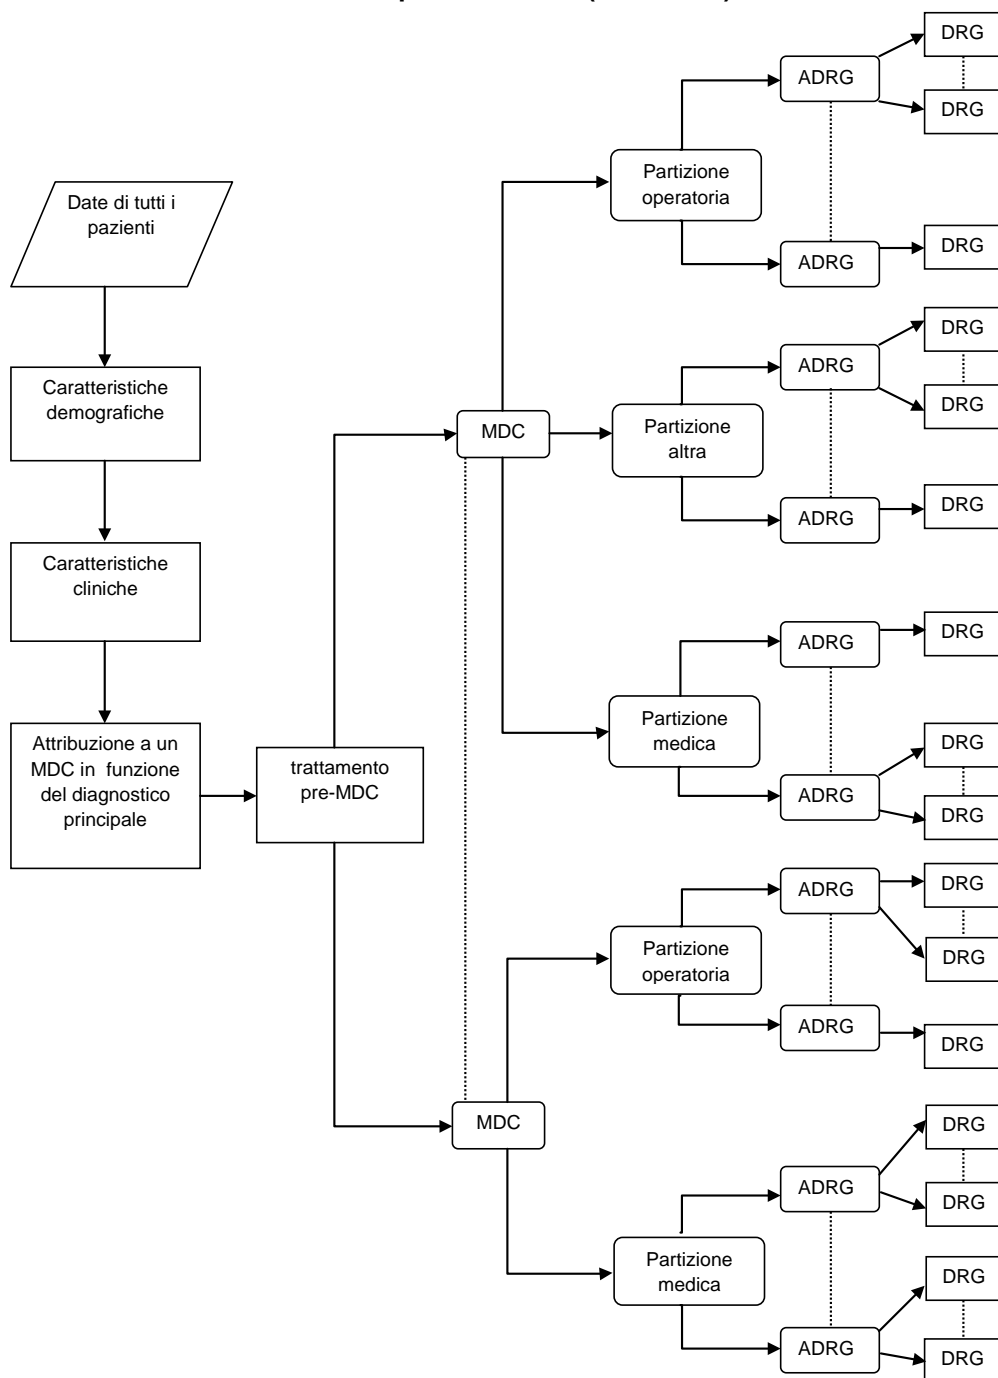 Date di tutti i
pazienti
Caratteristiche
demografiche
Caratteristiche
cliniche
Attribuzione a un
MDC in funzione
del diagnostico
principale
trattamento
pre-MDC
MDC
Partizione
operatoria
ADRG
DRG
DRG
ADRG
DRG
Partizione
altra
ADRG
DRG
DRG
ADRG
DRG
Partizione
medica
ADRG
DRG
ADRG
DRG
DRG
MDC
Partizione
operatoria
ADRG
DRG
DRG
ADRG
DRG
Partizione
medica
ADRG
DRG
DRG
ADRG
DRG
DRG